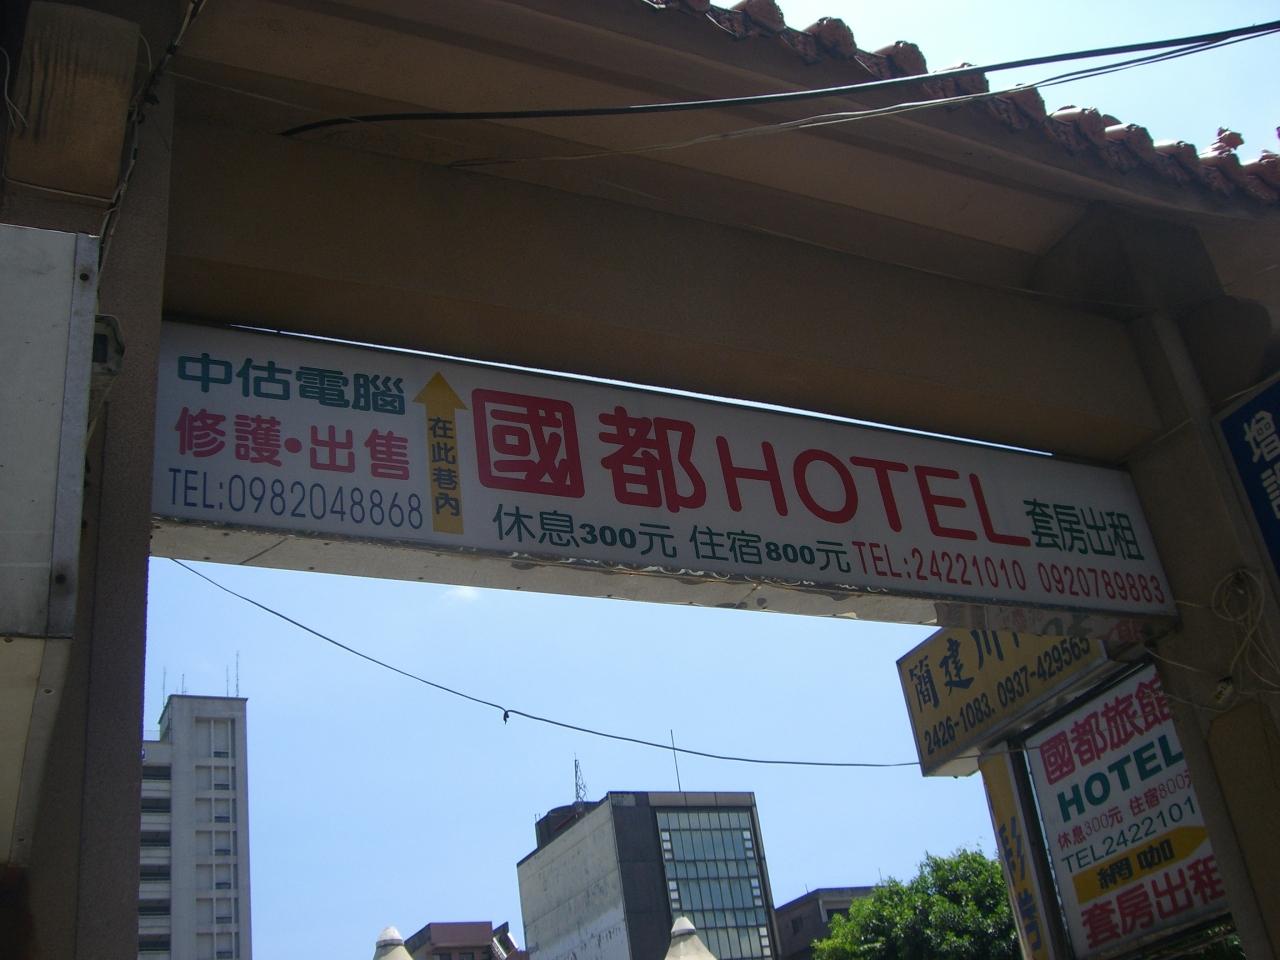 中估電腦
修護·出售
TEL:0982048868
在此巷內
國都HOTEL
套房出租
休息300元 住宿800元
TEL:24221010 0920789883
簡建川
2426-1083. 0937-429565
國都旅館
HOTEL
休息300元 住宿800元
TEL2422101
網咖
套房出租